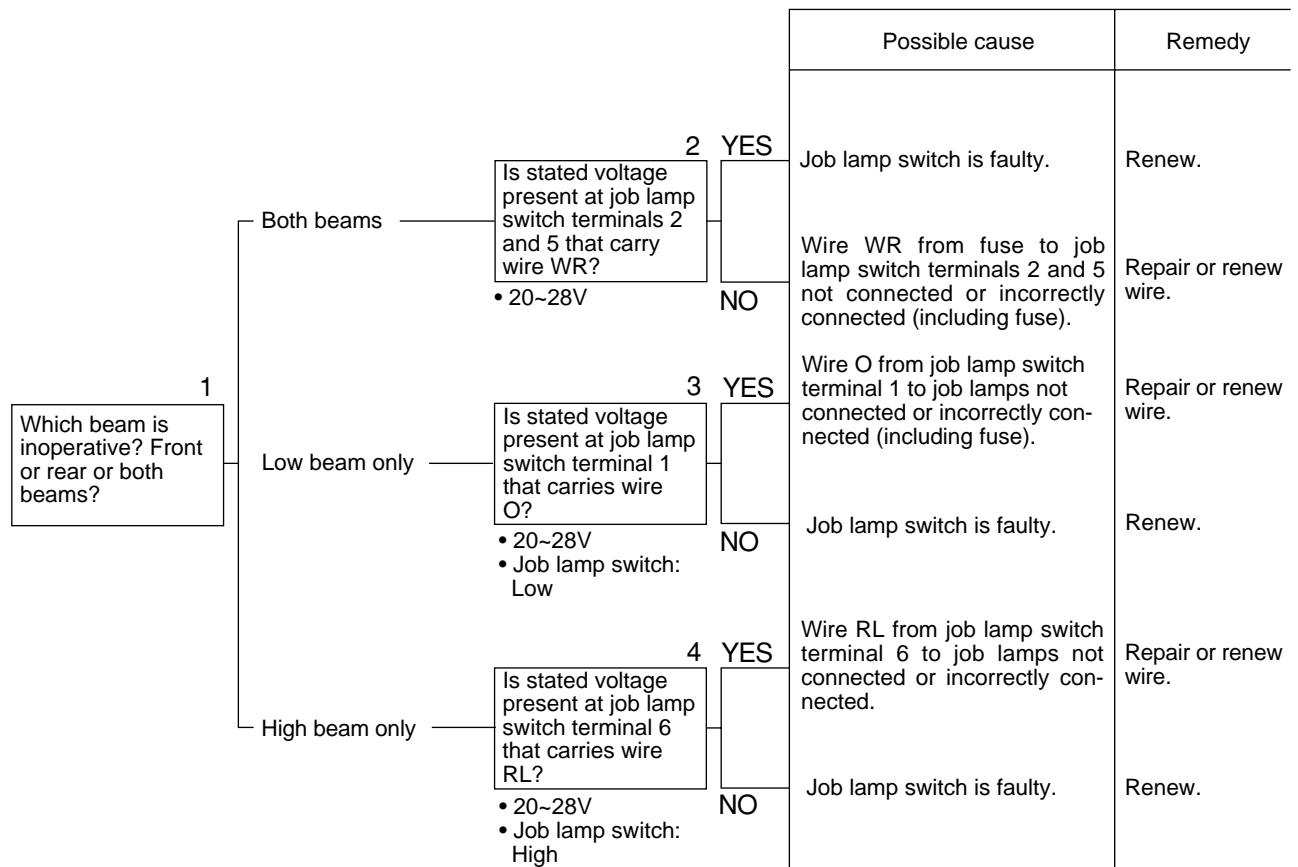 Possible cause
Remedy
1
Which beam is
inoperative? Front
or rear or both
beams?
Both beams
2
Is stated voltage
present at job lamp
switch terminals 2
and 5 that carry
wire WR?
• 20~28V
YES
Job lamp switch is faulty.
Renew.
NO
Wire WR from fuse to job
lamp switch terminals 2 and 5
not connected or incorrectly
connected (including fuse).
Repair or renew
wire.
Low beam only
3
Is stated voltage
present at job lamp
switch terminal 1
that carries wire
O?
• 20~28V
• Job lamp switch:
Low
YES
Wire O from job lamp switch
terminal 1 to job lamps not
connected or incorrectly con-
nected (including fuse).
Repair or renew
wire.
NO
Job lamp switch is faulty.
Renew.
High beam only
4
Is stated voltage
present at job lamp
switch terminal 6
that carries wire
RL?
• 20~28V
• Job lamp switch:
High
YES
Wire RL from job lamp switch
terminal 6 to job lamps not
connected or incorrectly con-
nected.
Repair or renew
wire.
NO
Job lamp switch is faulty.
Renew.